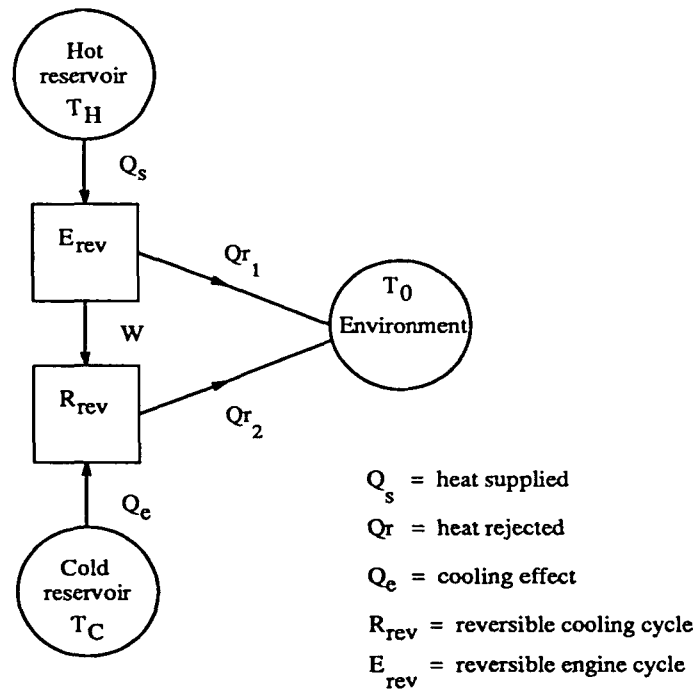 Hot
reservoir
T_H
Q_s
E_rev
Qr_1
T_0
Environment
W
R_rev
Qr_2
Q_e
Cold
reservoir
T_C
Q_s = heat supplied
Qr = heat rejected
Q_e = cooling effect
R_rev = reversible cooling cycle
E_rev = reversible engine cycle